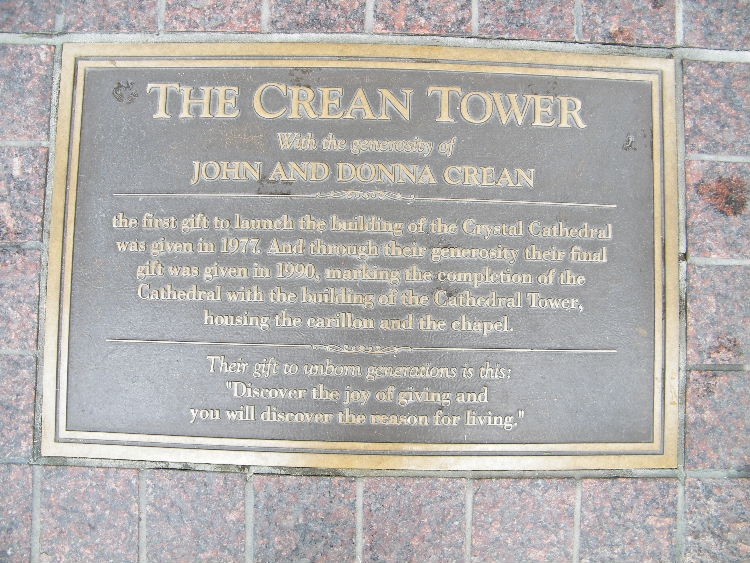 THE CREAN TOWER
With the generosity of
JOHN AND DONNA CREAN
the first gift to launch the building of the Crystal Cathedral
was given in 1977. And through their generosity their final
gift was given in 1990, marking the completion of the
Cathedral with the building of the Cathedral Tower,
housing the carillon and the chapel.
Their gift to unborn generations is this:
"Discover the joy of giving and
you will discover the reason for living."